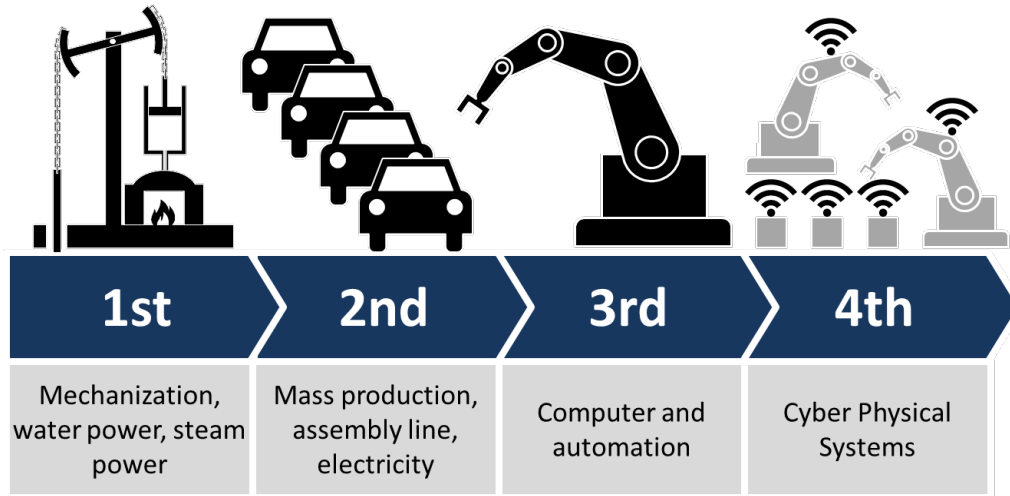 1st
2nd
3rd
4th
Mechanization,
water power, steam
power
Mass production,
assembly line,
electricity
Computer and
automation
Cyber Physical
Systems